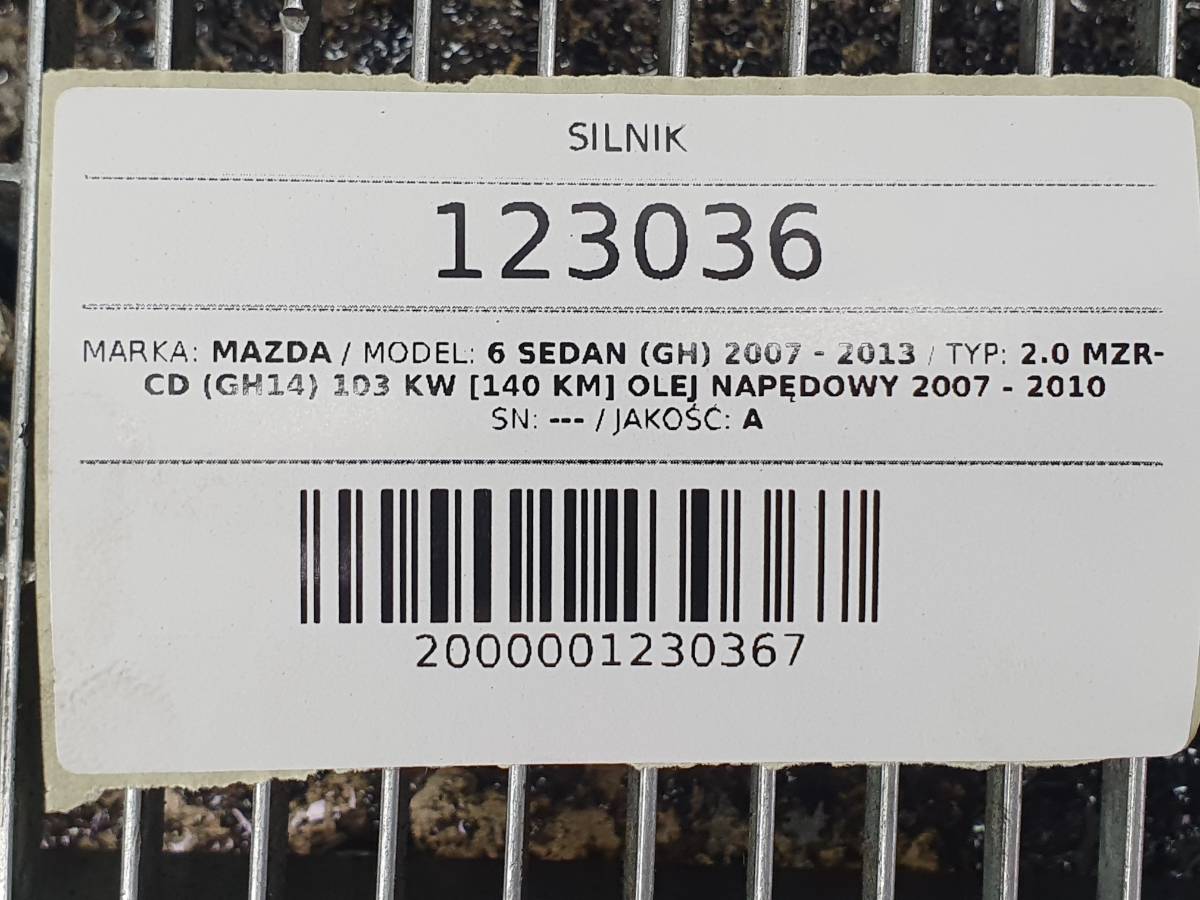 SILNIK
123036
MARKA: MAZDA / MODEL: 6 SEDAN (GH) 2007 - 2013 / TYP: 2.0 MZR-
CD (GH14) 103 KW [140 KM] OLEJ NAPĘDOWY 2007 - 2010
SN: --- / JAKOŚĆ: A
2000001230367